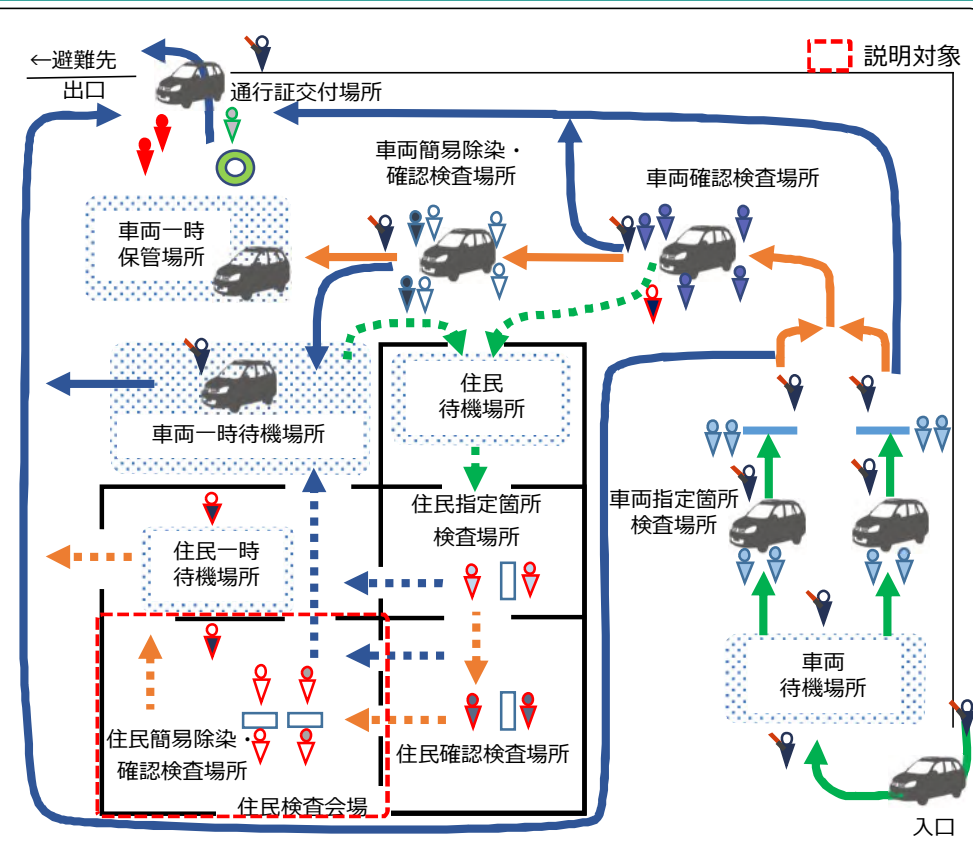 ←避難先
出口
説明対象
通行証交付場所
車両簡易除染・
確認検査場所
車両確認検査場所
車両一時
保管場所
住民
待機場所
車両一時待機場所
住民指定箇所
検査場所
車両指定箇所
検査場所
住民一時
待機場所
車両
待機場所
住民簡易除染・
確認検査場所
住民確認検査場所
住民検査会場
入口